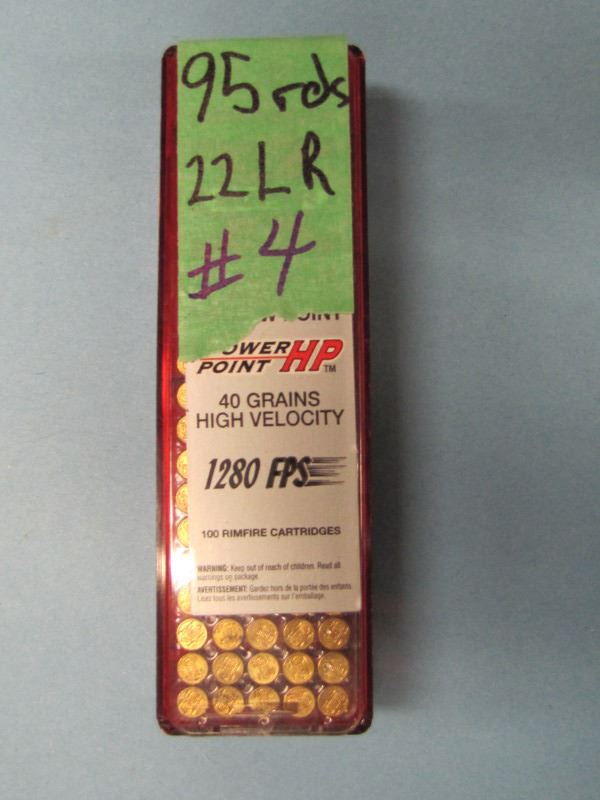 95 rds
22 LR
#4
POINT
POWER HP
POINT ™
40 GRAINS
HIGH VELOCITY
1280 FPS
100 RIMFIRE CARTRIDGES
WARNING: Keep out of reach of children. Read all
warnings on package.
AVERTISSEMENT: Gardez hors de la portée des enfants.
Lisez tous les avertissements sur l'emballage.